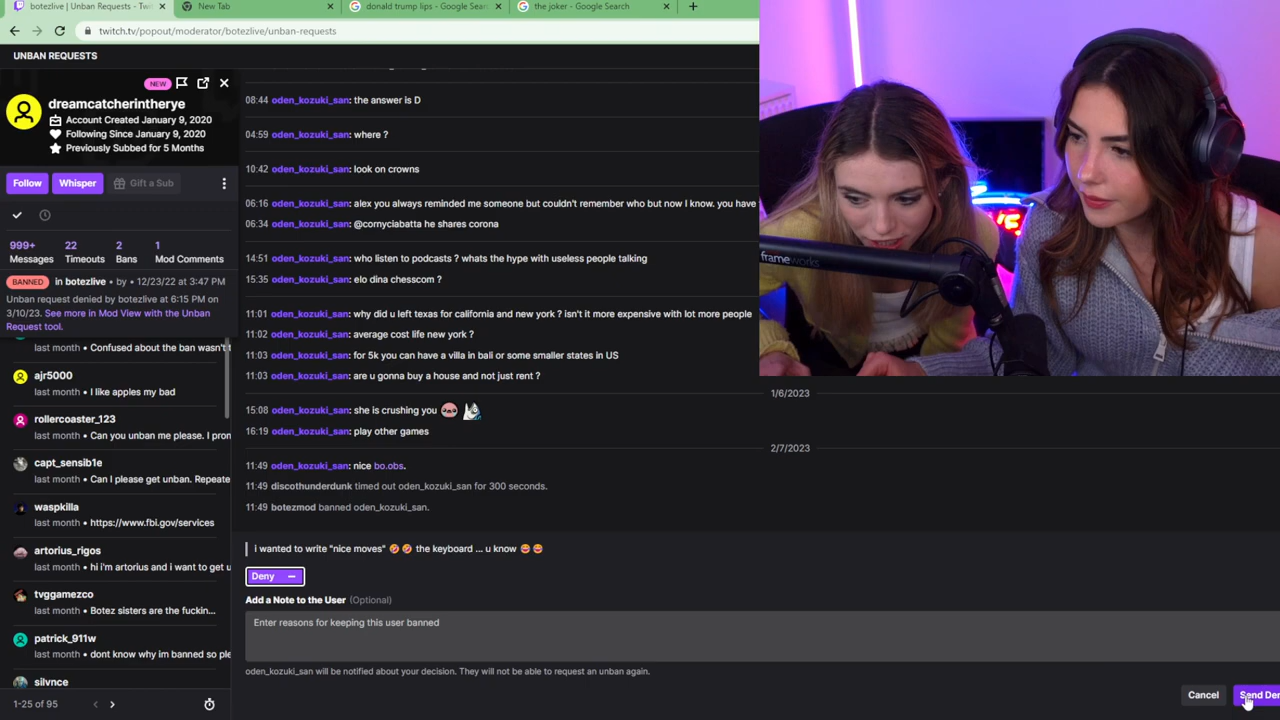 botezlive | Unban Requests - Twitch
New Tab
donald trump lips - Google Sear
the joker - Google Search
twitch.tv/popout/moderator/botezlive/unban-requests
UNBAN REQUESTS
NEW
dreamcatcherintherye
Account Created January 9, 2020
Following Since January 9, 2020
Previously Subbed for 5 Months
Follow
Whisper
Gift a Sub
999+ Messages
22 Timeouts
2 Bans
1 Mod Comments
BANNED in botezlive • by • 12/23/22 at 3:47 PM
Unban request denied by botezlive at 6:15 PM on
3/10/23. See more in Mod View with the Unban
Request tool.
last month • Confused about the ban wasn't
ajr5000
last month • I like apples my bad
rollercoaster_123
last month • Can you unban me please. I pron
capt_sensib1e
last month • Can I please get unban. Repeate
waspkilla
last month • https://www.fbi.gov/services
artorius_rigos
last month • hi i'm artorius and i want to get u
tvggamezco
last month • Botez sisters are the fuckin...
patrick_911w
last month • dont know why im banned so ple
silvnce
1-25 of 95
08:44 oden_kozuki_san: the answer is D
04:59 oden_kozuki_san: where ?
10:42 oden_kozuki_san: look on crowns
06:16 oden_kozuki_san: alex you always reminded me someone but couldn't remember who but now I know. you have
06:34 oden_kozuki_san: @cornyciabatta he shares corona
14:51 oden_kozuki_san: who listen to podcasts ? whats the hype with useless people talking
15:35 oden_kozuki_san: elo dina chesscom ?
11:01 oden_kozuki_san: why did u left texas for california and new york ? isn't it more expensive with lot more people
11:02 oden_kozuki_san: average cost life new york ?
11:03 oden_kozuki_san: for 5k you can have a villa in bali or some smaller states in US
11:03 oden_kozuki_san: are u gonna buy a house and not just rent ?
1/6/2023
15:08 oden_kozuki_san: she is crushing you
16:19 oden_kozuki_san: play other games
2/7/2023
11:49 oden_kozuki_san: nice bo.obs.
11:49 discothunderdunk timed out oden_kozuki_san for 300 seconds.
11:49 botezmod banned oden_kozuki_san.
i wanted to write "nice moves" 🤣 🤣 the keyboard ... u know 😂 😂
Deny
Add a Note to the User (Optional)
Enter reasons for keeping this user banned
oden_kozuki_san will be notified about your decision. They will not be able to request an unban again.
Cancel
Send Den
frameworks